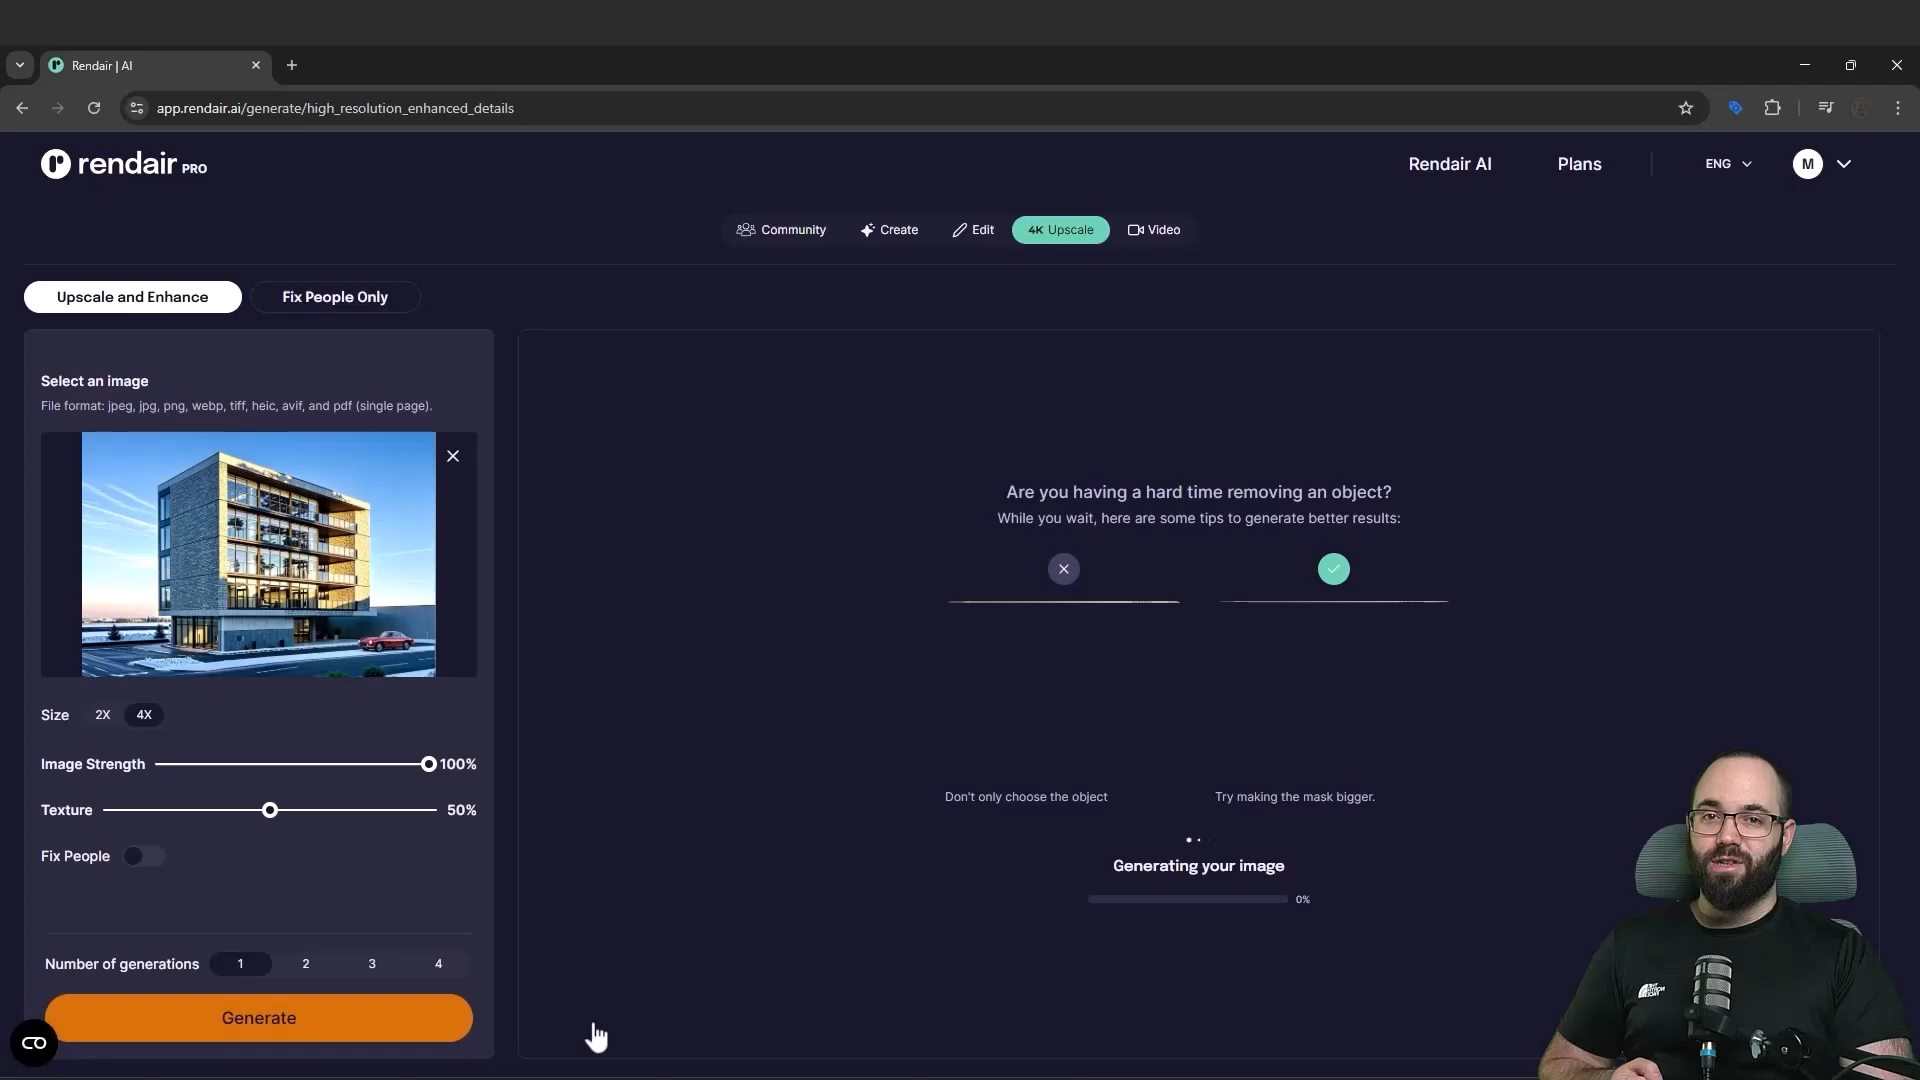 Rendair | AI
app.rendair.ai/generate/high_resolution_enhanced_details
rendair PRO
Rendair AI
Plans
ENG
M
Community
Create
Edit
4K Upscale
Video
Upscale and Enhance
Fix People Only
Select an image
File format: jpeg, jpg, png, webp, tiff, heic, avif, and pdf (single page).
Size
2X
4X
Image Strength
100%
Texture
50%
Fix People
Number of generations
1
2
3
4
Generate
Are you having a hard time removing an object?
While you wait, here are some tips to generate better results:
Don't only choose the object
Try making the mask bigger.
Generating your image
0%